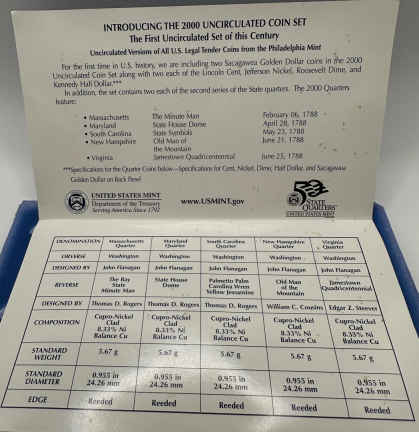 INTRODUCING THE 2000 UNCIRCULATED COIN SET
The First Uncirculated Set of this Century
Uncirculated Versions of All U.S. Legal Tender Coins from the Philadelphia Mint
For the first time in U.S. history, we are including two Sacagawea Golden Dollar coins in the 2000
Uncirculated Coin Set along with two each of the Lincoln Cent, Jefferson Nickel, Roosevelt Dime, and
Kennedy Half Dollar.***
In addition, the set contains two each of the second series of the State quarters. The 2000 Quarters
feature:
• Massachusetts The Minute Man February 06, 1788
• Maryland State House Dome April 28, 1788
• South Carolina State Symbols May 23, 1788
• New Hampshire Old Man of June 21, 1788
the Mountain
• Virginia Jamestown Quadricentennial June 25, 1788
***Specifications for the Quarter Coins below—Specifications for Cent, Nickel, Dime, Half Dollar, and Sacagawea
Golden Dollar on Back Panel
UNITED STATES MINT
Department of the Treasury
Serving America Since 1792
www.USMINT.gov
50
STATE
QUARTERS
UNITED STATES MINT
DENOMINATION Massachusetts Quarter Maryland Quarter South Carolina Quarter New Hampshire Quarter Virginia Quarter
OBVERSE Washington Washington Washington Washington Washington
DESIGNED BY John Flanagan John Flanagan John Flanagan John Flanagan John Flanagan
REVERSE The Bay State Minute Man State House Dome Palmetto Palm Carolina Wren Yellow Jessamine Old Man of the Mountain Jamestown Quadricentennial
DESIGNED BY Thomas D. Rogers Thomas D. Rogers Thomas D. Rogers William C. Cousins Edgar Z. Steever
COMPOSITION Cupro-Nickel Clad 8.33% Ni Balance Cu Cupro-Nickel Clad 8.33% Ni Balance Cu Cupro-Nickel Clad 8.33% Ni Balance Cu Cupro-Nickel Clad 8.33% Ni Balance Cu Cupro-Nickel Clad 8.33% Ni Balance Cu
STANDARD WEIGHT 5.67 g 5.67 g 5.67 g 5.67 g 5.67 g
STANDARD DIAMETER 0.955 in 24.26 mm 0.955 in 24.26 mm 0.955 in 24.26 mm 0.955 in 24.26 mm 0.955 in 24.26 mm
EDGE Reeded Reeded Reeded Reeded Reeded